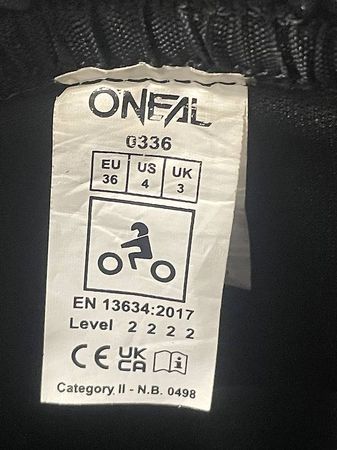 ONEAL
0336
EU US UK
36 4 3
EN 13634:2017
Level 2 2 2 2
CE UK CA
Category II - N.B. 0498